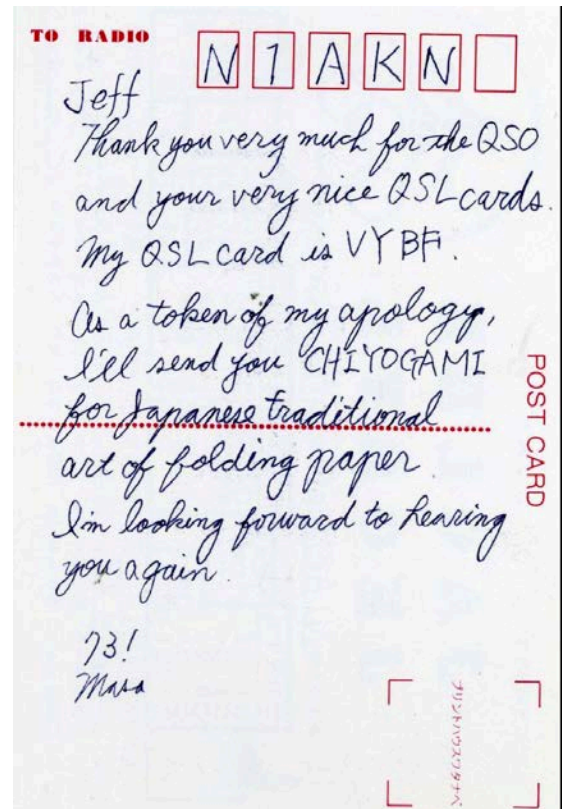 TO RADIO
N1AKN
Jeff
Thank you very much for the QSO
and your very nice QSL cards.
My QSL card is VY BF.
As a token of my apology,
I'll send you CHIYOGAMI
for Japanese traditional
art of folding paper
I'm looking forward to hearing
you again.
73!
Masa
POST CARD